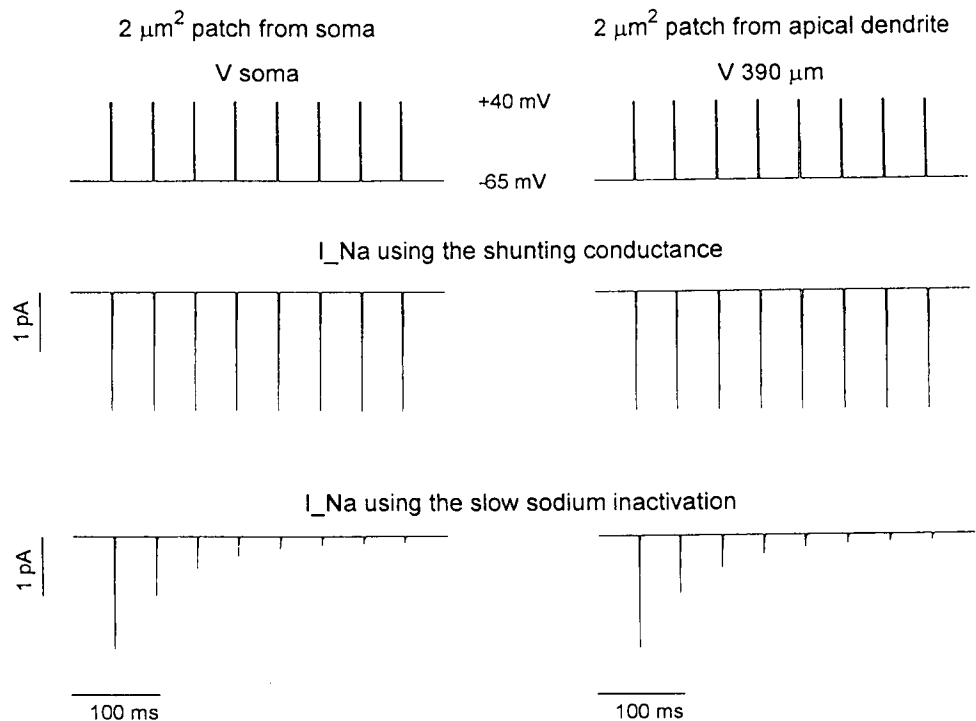 2 μm² patch from soma
2 μm² patch from apical dendrite
V soma
V 390 μm
+40 mV
-65 mV
I_Na using the shunting conductance
1 pA
I_Na using the slow sodium inactivation
1 pA
100 ms
100 ms